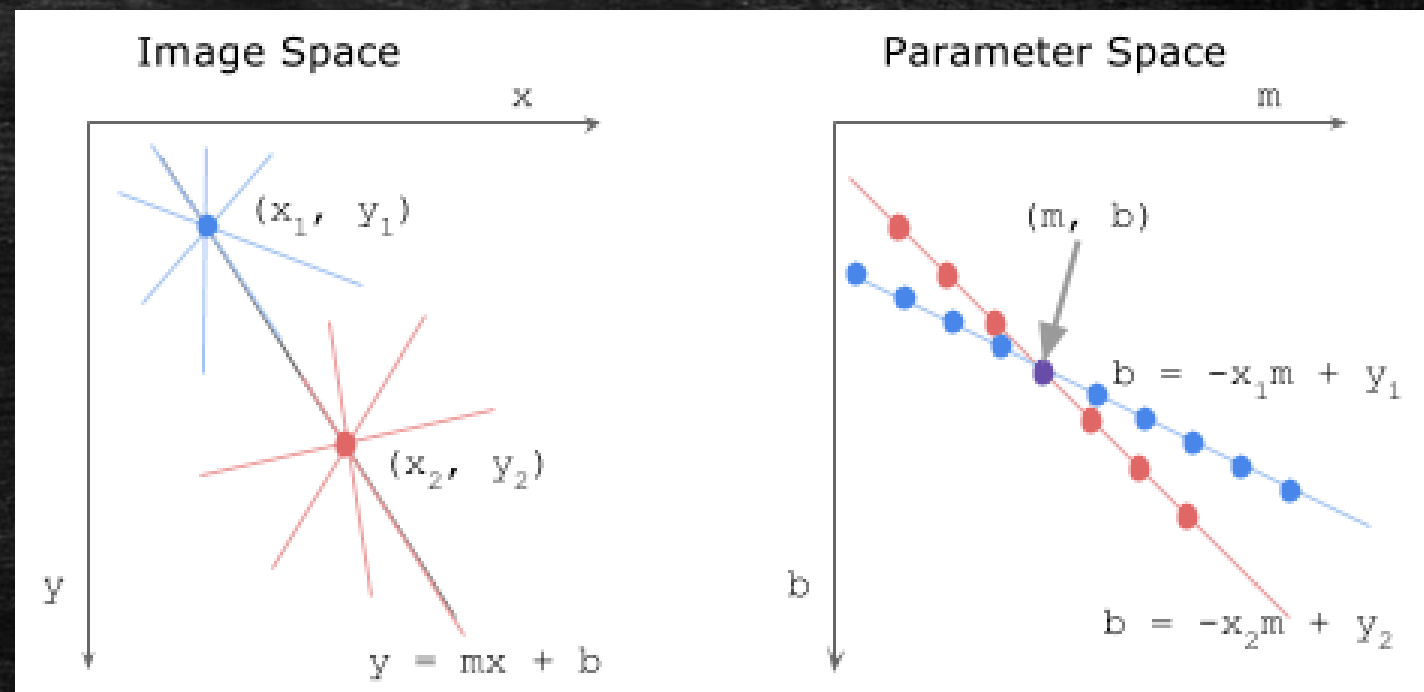 Image Space
x
(x₁, y₁)
(x₂, y₂)
y
y = mx + b
Parameter Space
m
(m, b)
b = -x₁m + y₁
b
b = -x₂m + y₂